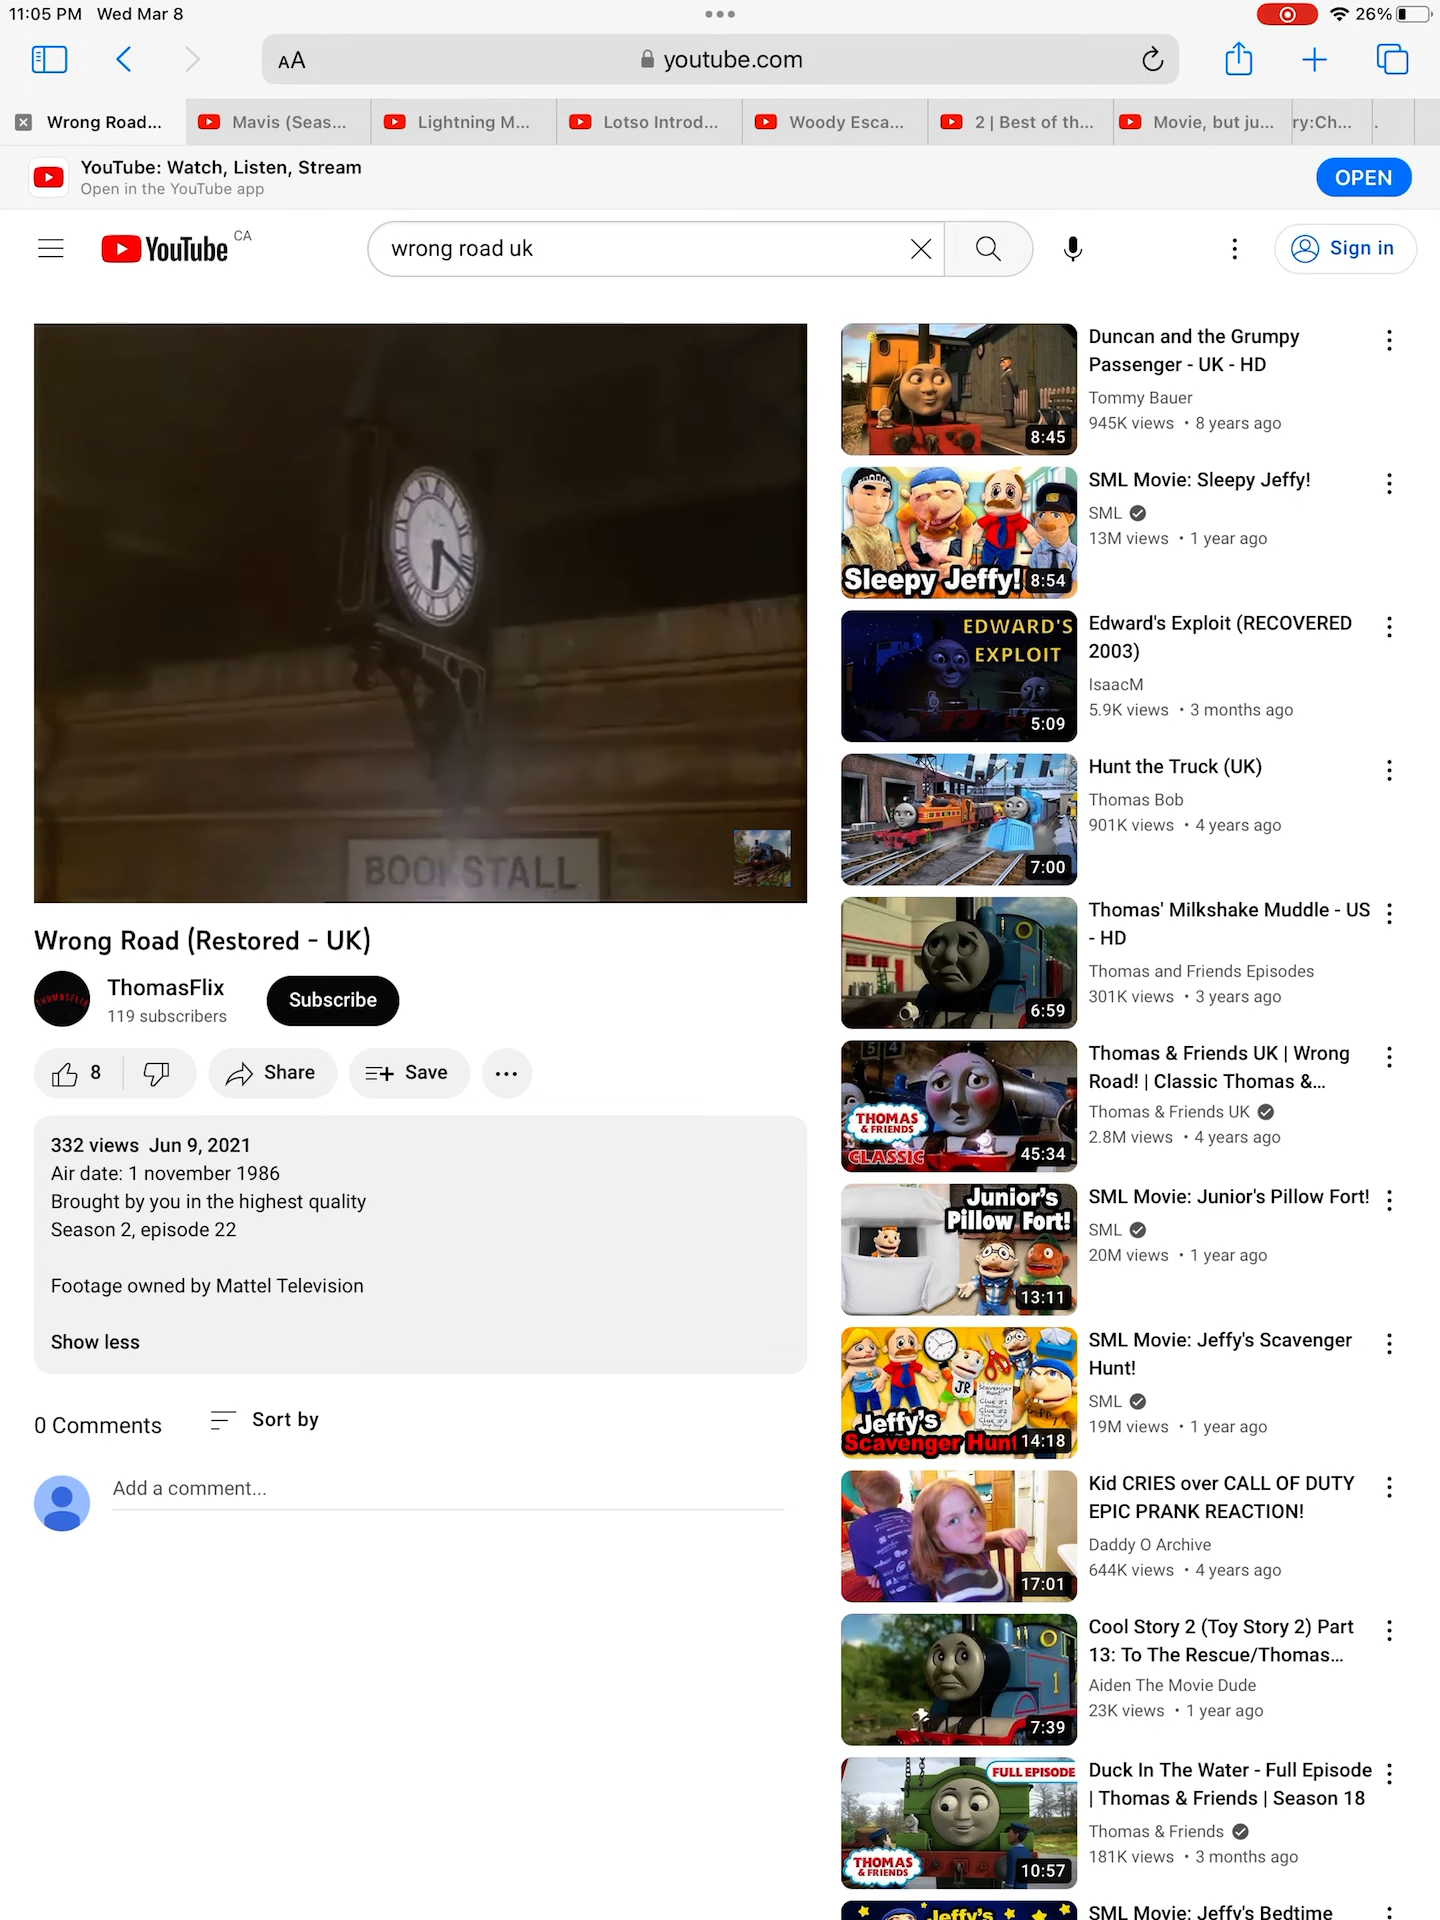 11:05 PM Wed Mar 8
26%
AA
youtube.com
Wrong Road...
Mavis (Seas...
Lightning M...
Lotso Introd...
Woody Esca...
2 | Best of th...
Movie, but ju...
ry:Ch...
.
YouTube: Watch, Listen, Stream
Open in the YouTube app
OPEN
YouTube CA
wrong road uk
Sign in
BOOKSTALL
Wrong Road (Restored - UK)
THOMASFLIX
ThomasFlix
119 subscribers
Subscribe
8
Share
Save
332 views Jun 9, 2021
Air date: 1 november 1986
Brought by you in the highest quality
Season 2, episode 22
Footage owned by Mattel Television
Show less
0 Comments
Sort by
Add a comment...
8:45
Duncan and the Grumpy
Passenger - UK - HD
Tommy Bauer
945K views • 8 years ago
Sleepy Jeffy!
8:54
SML Movie: Sleepy Jeffy!
SML
13M views • 1 year ago
EDWARD'S
EXPLOIT
5:09
Edward's Exploit (RECOVERED
2003)
IsaacM
5.9K views • 3 months ago
7:00
Hunt the Truck (UK)
Thomas Bob
901K views • 4 years ago
6:59
Thomas' Milkshake Muddle - US
- HD
Thomas and Friends Episodes
301K views • 3 years ago
5 4
THOMAS
& FRIENDS
CLASSIC
45:34
Thomas & Friends UK | Wrong
Road! | Classic Thomas &...
Thomas & Friends UK
2.8M views • 4 years ago
Junior's
Pillow Fort!
13:11
SML Movie: Junior's Pillow Fort!
SML
20M views • 1 year ago
JR
Scavenger
Hunt
Clue #1
Clue #2
Clue #3
Jeffy's
Scavenger Hunt
14:18
SML Movie: Jeffy's Scavenger
Hunt!
SML
19M views • 1 year ago
17:01
Kid CRIES over CALL OF DUTY
EPIC PRANK REACTION!
Daddy O Archive
644K views • 4 years ago
1
7:39
Cool Story 2 (Toy Story 2) Part
13: To The Rescue/Thomas...
Aiden The Movie Dude
23K views • 1 year ago
FULL EPISODE
THOMAS
& FRIENDS
10:57
Duck In The Water - Full Episode
| Thomas & Friends | Season 18
Thomas & Friends
181K views • 3 months ago
Jeffy's
SML Movie: Jeffy's Bedtime